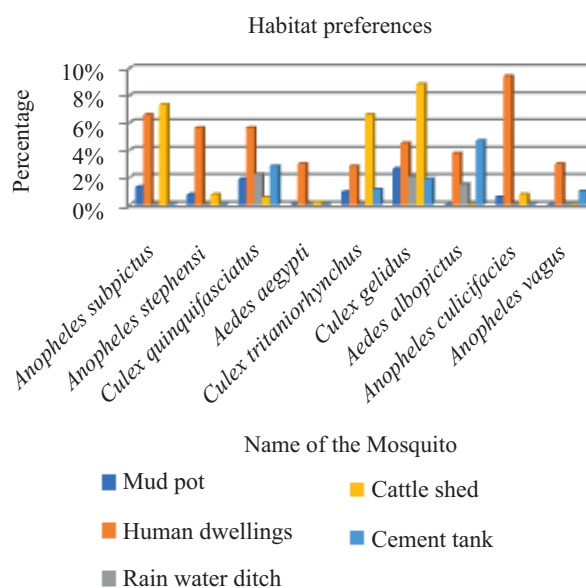 Habitat preferences
Percentage
10%
8%
6%
4%
2%
0%
Anopheles subpictus
Anopheles stephensi
Culex quinquifasciatus
Aedes aegypti
Culex tritaniorhynchus
Culex gelidus
Aedes albopictus
Anopheles culicifacies
Anopheles vagus
Name of the Mosquito
Mud pot
Cattle shed
Human dwellings
Cement tank
Rain water ditch